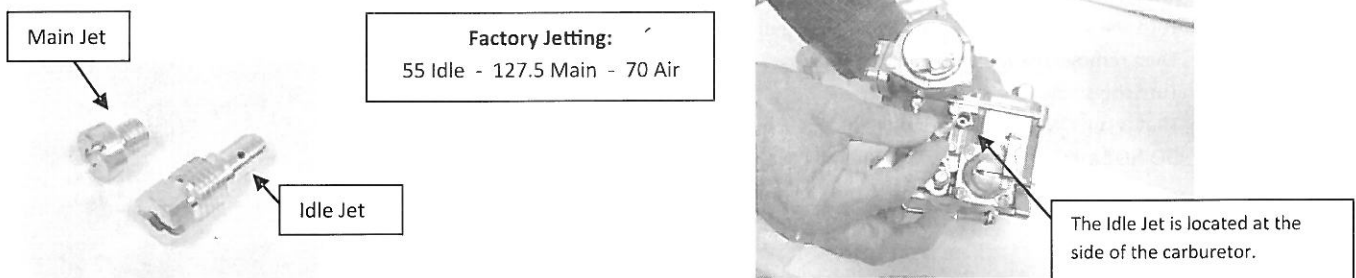 Main Jet
Factory Jetting:
55 Idle - 127.5 Main - 70 Air
Idle Jet
The Idle Jet is located at the
side of the carburetor.